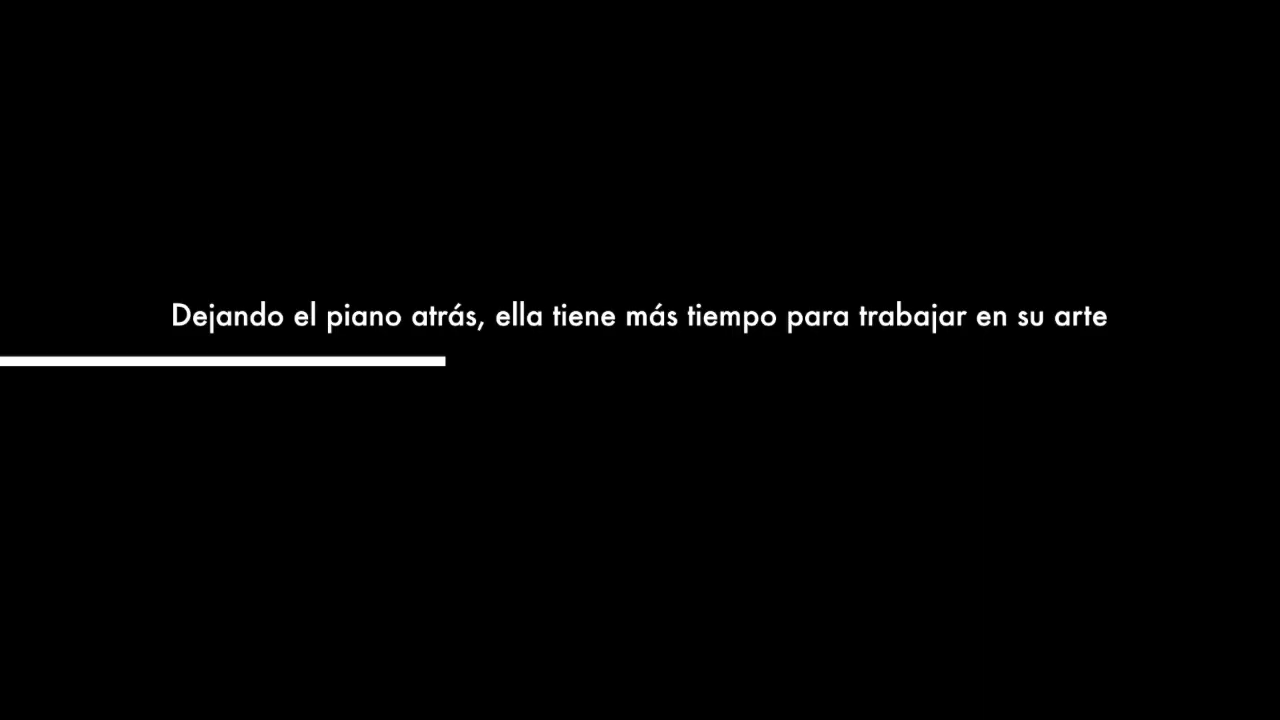 Dejando el piano atrás, ella tiene más tiempo para trabajar en su arte